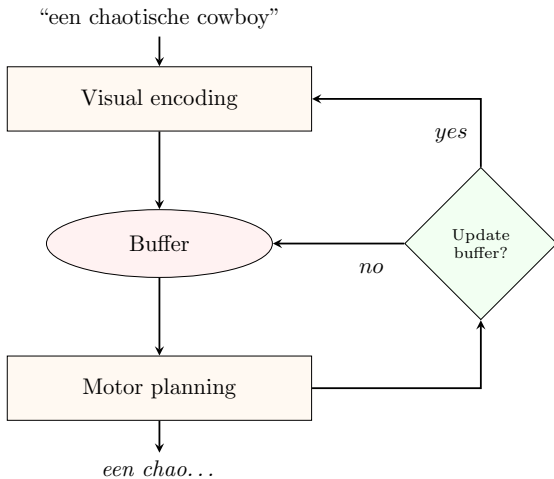 “een chaotische cowboy”
Visual encoding
yes
Update
buffer?
Buffer
no
Motor planning
een chao...